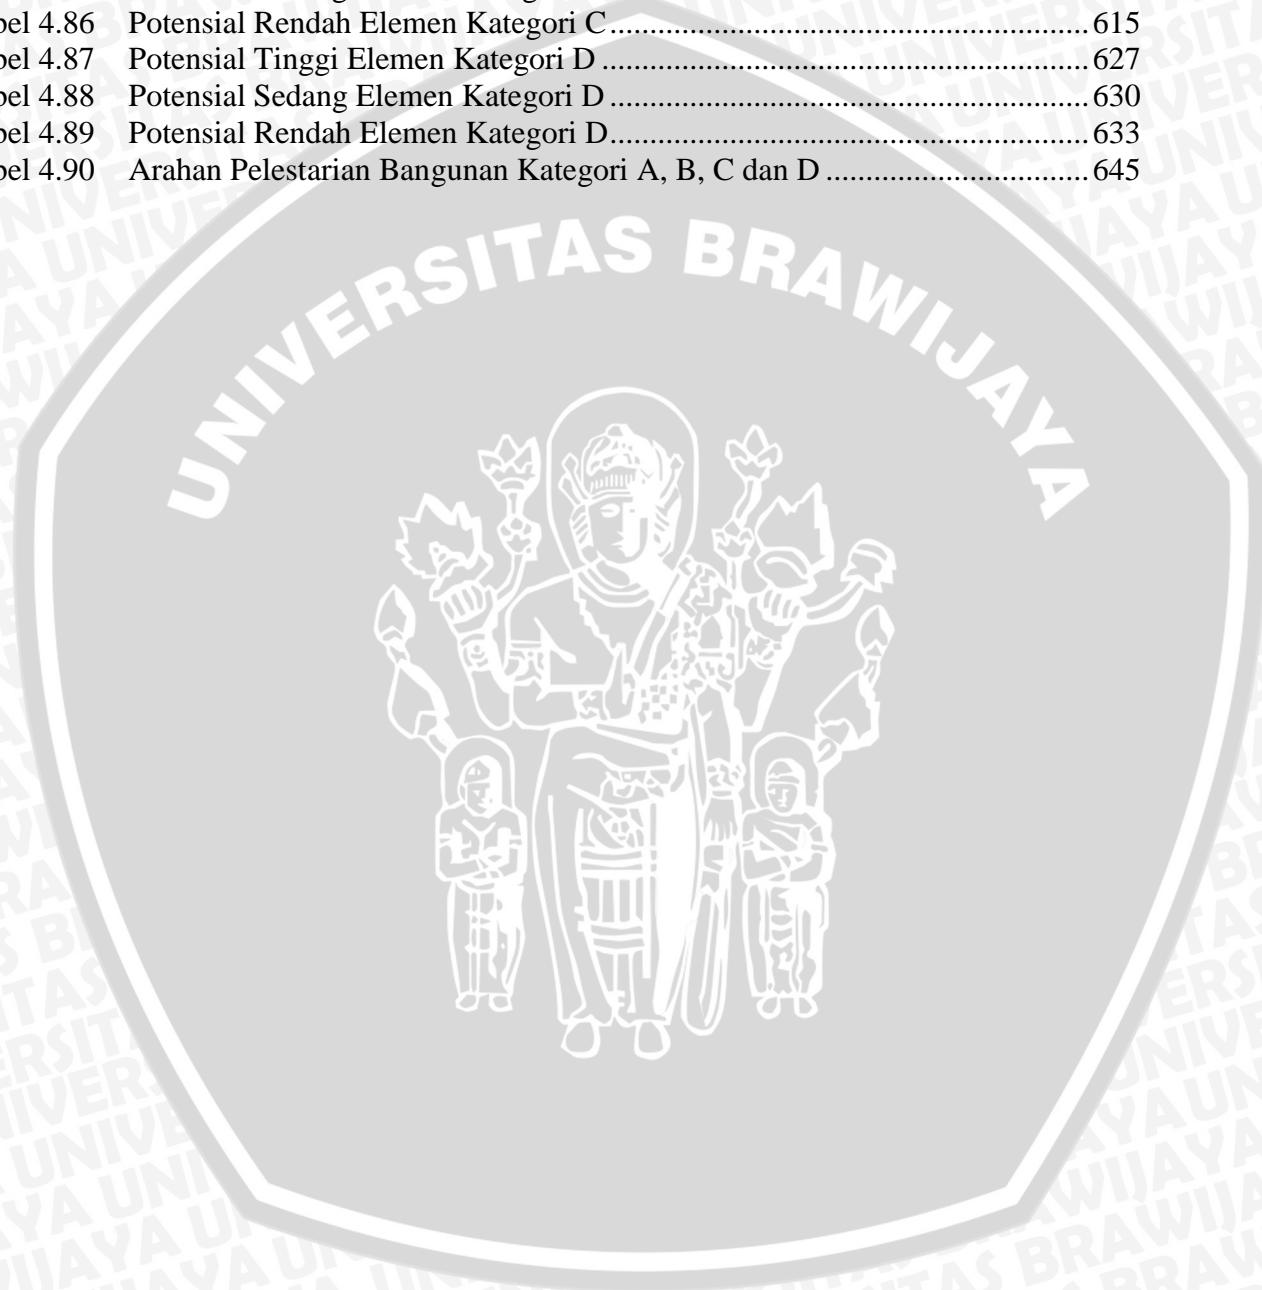 bel 4.86 Potensial Rendah Elemen Kategori C............................................................ 615
bel 4.87 Potensial Tinggi Elemen Kategori D ............................................................. 627
bel 4.88 Potensial Sedang Elemen Kategori D ............................................................ 630
bel 4.89 Potensial Rendah Elemen Kategori D............................................................ 633
bel 4.90 Arahan Pelestarian Bangunan Kategori A, B, C dan D ................................. 645
UNIVERSITAS BRAWIJAYA